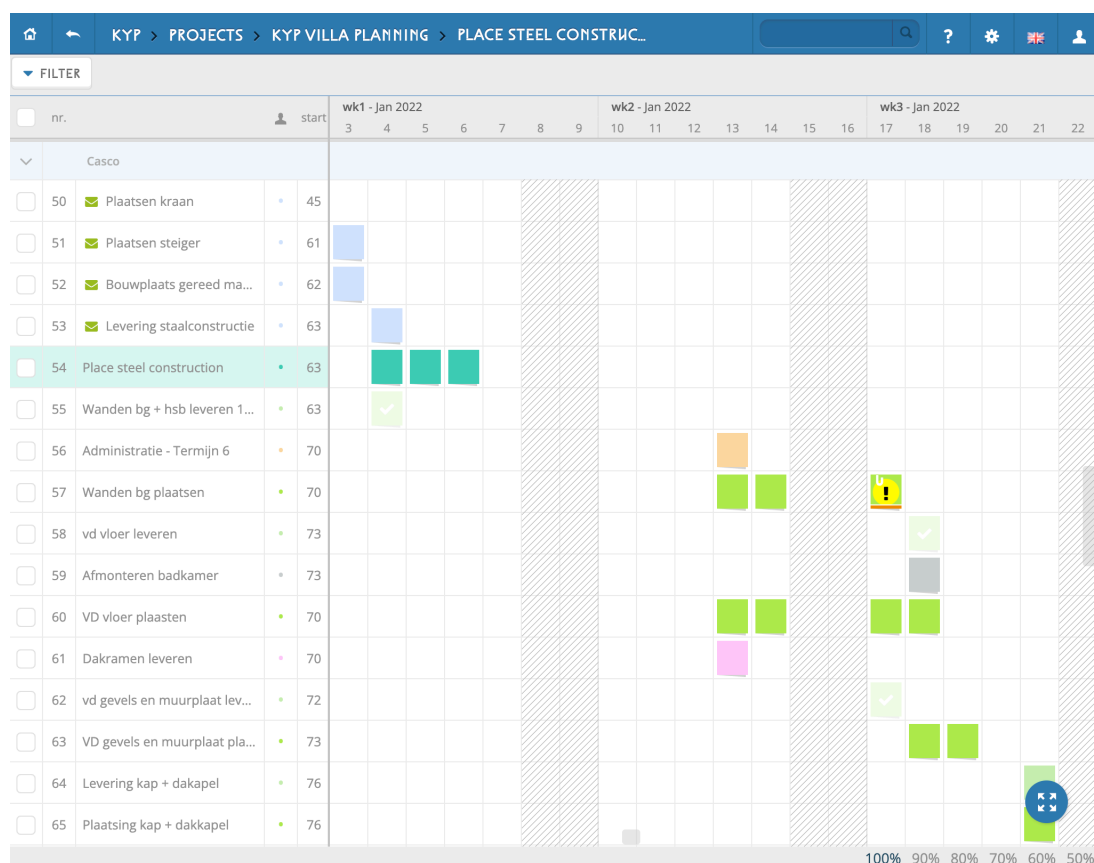 KYP > PROJECTS > KYP VILLA PLANNING > PLACE STEEL CONSTRUC...
?
FILTER
nr. start
wk1 - Jan 2022 wk2 - Jan 2022 wk3 - Jan 2022
3 4 5 6 7 8 9 10 11 12 13 14 15 16 17 18 19 20 21 22
Casco
50 Plaatsen kraan 45
51 Plaatsen steiger 61
52 Bouwplaats gereed ma... 62
53 Levering staalconstructie 63
54 Place steel construction 63
55 Wanden bg + hsb leveren 1... 63
56 Administratie - Termijn 6 70
57 Wanden bg plaatsen 70 !
58 vd vloer leveren 73
59 Afmonteren badkamer 73
60 VD vloer plaasten 70
61 Dakramen leveren 70
62 vd gevels en muurplaat lev... 72
63 VD gevels en muurplaat pla... 73
64 Levering kap + dakapel 76
65 Plaatsing kap + dakkapel 76
100% 90% 80% 70% 60% 50%